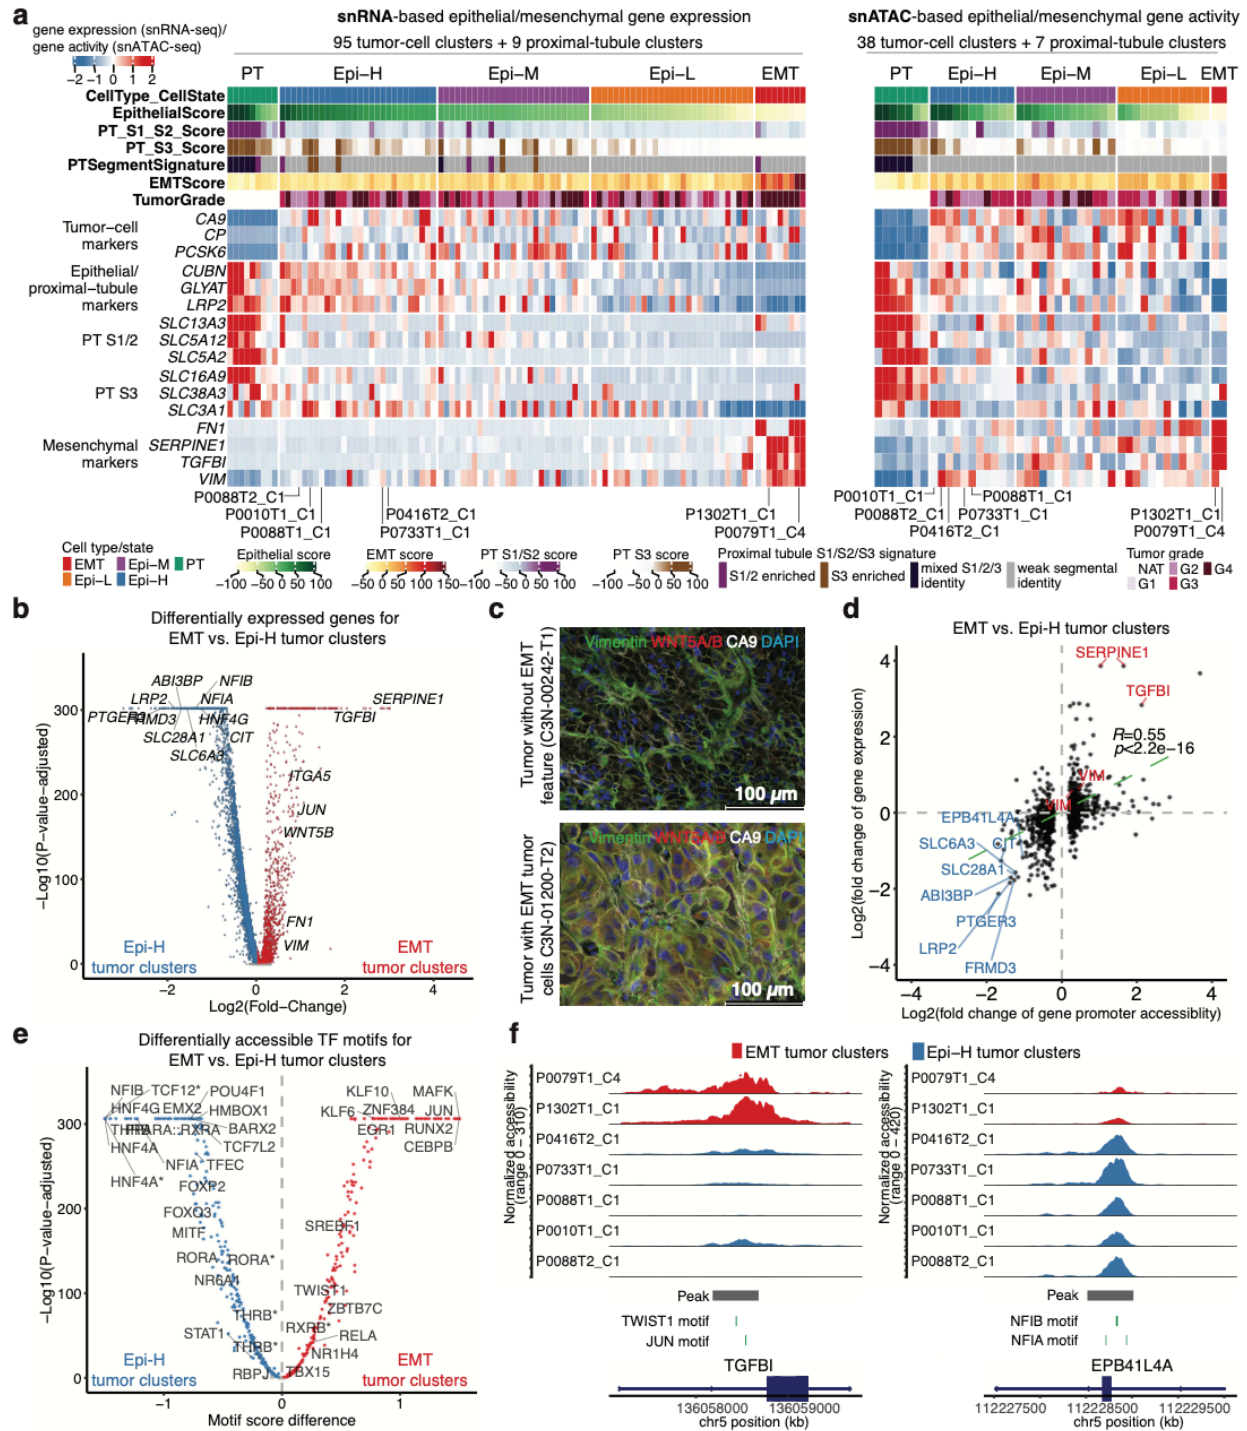 a
snRNA-based epithelial/mesenchymal gene expression
95 tumor-cell clusters + 9 proximal-tubule clusters
snATAC-based epithelial/mesenchymal gene activity
38 tumor-cell clusters + 7 proximal-tubule clusters
gene expression (snRNA-seq)/
gene activity (snATAC-seq)
−2 −1 0 1 2
PT Epi−H Epi−M Epi−L EMT
PT Epi−H Epi−M Epi−L EMT
CellType_CellState
EpithelialScore
PT_S1_S2_Score
PT_S3_Score
PTSegmentSignature
EMTScore
TumorGrade
Tumor−cell
markers
CA9
CP
PCSK6
Epithelial/
proximal−tubule
markers
CUBN
GLYAT
LRP2
PT S1/2
SLC13A3
SLC5A12
SLC5A2
PT S3
SLC16A9
SLC38A3
SLC3A1
Mesenchymal
markers
FN1
SERPINE1
TGFBI
VIM
P0088T2_C1
P0010T1_C1
P0088T1_C1
P0416T2_C1
P0733T1_C1
P1302T1_C1
P0079T1_C4
P0010T1_C1
P0088T2_C1
P0416T2_C1
P0088T1_C1
P0733T1_C1
P1302T1_C1
P0079T1_C4
Cell type/state
EMT Epi−M PT
Epi−L Epi−H
Epithelial score
−100 −50 0 50 100
EMT score
−100 −50 0 50 100 150
PT S1/S2 score
−100 −50 0 50 100
PT S3 score
−100 −50 0 50 100
Proximal tubule S1/S2/S3 signature
S1/2 enriched
S3 enriched
mixed S1/2/3
identity
weak segmental
identity
Tumor grade
NAT G2 G4
G1 G3
b
Differentially expressed genes for
EMT vs. Epi-H tumor clusters
−Log10(P−value−adjusted)
300
200
100
0
ABI3BP
NFIB
LRP2
NFIA
PTGER3
FRMD3
HNF4G
SLC28A1
CIT
SLC6A3
SERPINE1
TGFBI
ITGA5
JUN
WNT5B
FN1
VIM
Epi-H
tumor clusters
EMT
tumor clusters
−2 0 2 4
Log2(Fold−Change)
c
Tumor without EMT
feature (C3N-00242-T1)
Vimentin WNT5A/B CA9 DAPI
100 µm
Tumor with EMT tumor
cells C3N-01200-T2)
Vimentin WNT5A/B CA9 DAPI
100 µm
d
EMT vs. Epi-H tumor clusters
Log2(fold change of gene expression)
4
2
0
−2
−4
SERPINE1
TGFBI
R=0.55
p<2.2e−16
VIM
VIM
EPB41L4A
SLC6A3
CIT
SLC28A1
ABI3BP
PTGER3
LRP2
FRMD3
−4 −2 0 2 4
Log2(fold change of gene promoter accessiblity)
e
Differentially accessible TF motifs for
EMT vs. Epi-H tumor clusters
−Log10(P−value−adjusted)
300
200
100
0
NFIB
TCF12*
POU4F1
HNF4G
EMX2
HMBOX1
PPARA::RXRA
BARX2
HNF4A
TCF7L2
NFIA
TFEC
HNF4A*
FOXP2
FOXO3
MITF
RORA
RORA*
NR6A1
THRB*
STAT1
THRB*
RBPJ
KLF10
MAFK
KLF6
ZNF384
JUN
EGR1
RUNX2
CEBPB
SREBF1
TWIST1
ZBTB7C
RXRB*
RELA
NR1H4
TBX15
Epi-H
tumor clusters
EMT
tumor clusters
−1 0 1
Motif score difference
f
EMT tumor clusters
Epi−H tumor clusters
Normalized accessibility
(range 0 − 310)
P0079T1_C4
P1302T1_C1
P0416T2_C1
P0733T1_C1
P0088T1_C1
P0010T1_C1
P0088T2_C1
Peak
TWIST1 motif
JUN motif
TGFBI
136058000 136059000
chr5 position (kb)
Normalized accessibility
(range 0 − 420)
P0079T1_C4
P1302T1_C1
P0416T2_C1
P0733T1_C1
P0088T1_C1
P0010T1_C1
P0088T2_C1
Peak
NFIB motif
NFIA motif
EPB41L4A
112227500 112228500 112229500
chr5 position (kb)